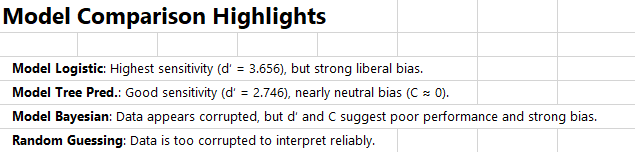 Model Comparison Highlights
Model Logistic: Highest sensitivity (d' = 3.656), but strong liberal bias.
Model Tree Pred.: Good sensitivity (d' = 2.746), nearly neutral bias (C ≈ 0).
Model Bayesian: Data appears corrupted, but d' and C suggest poor performance and strong bias.
Random Guessing: Data is too corrupted to interpret reliably.